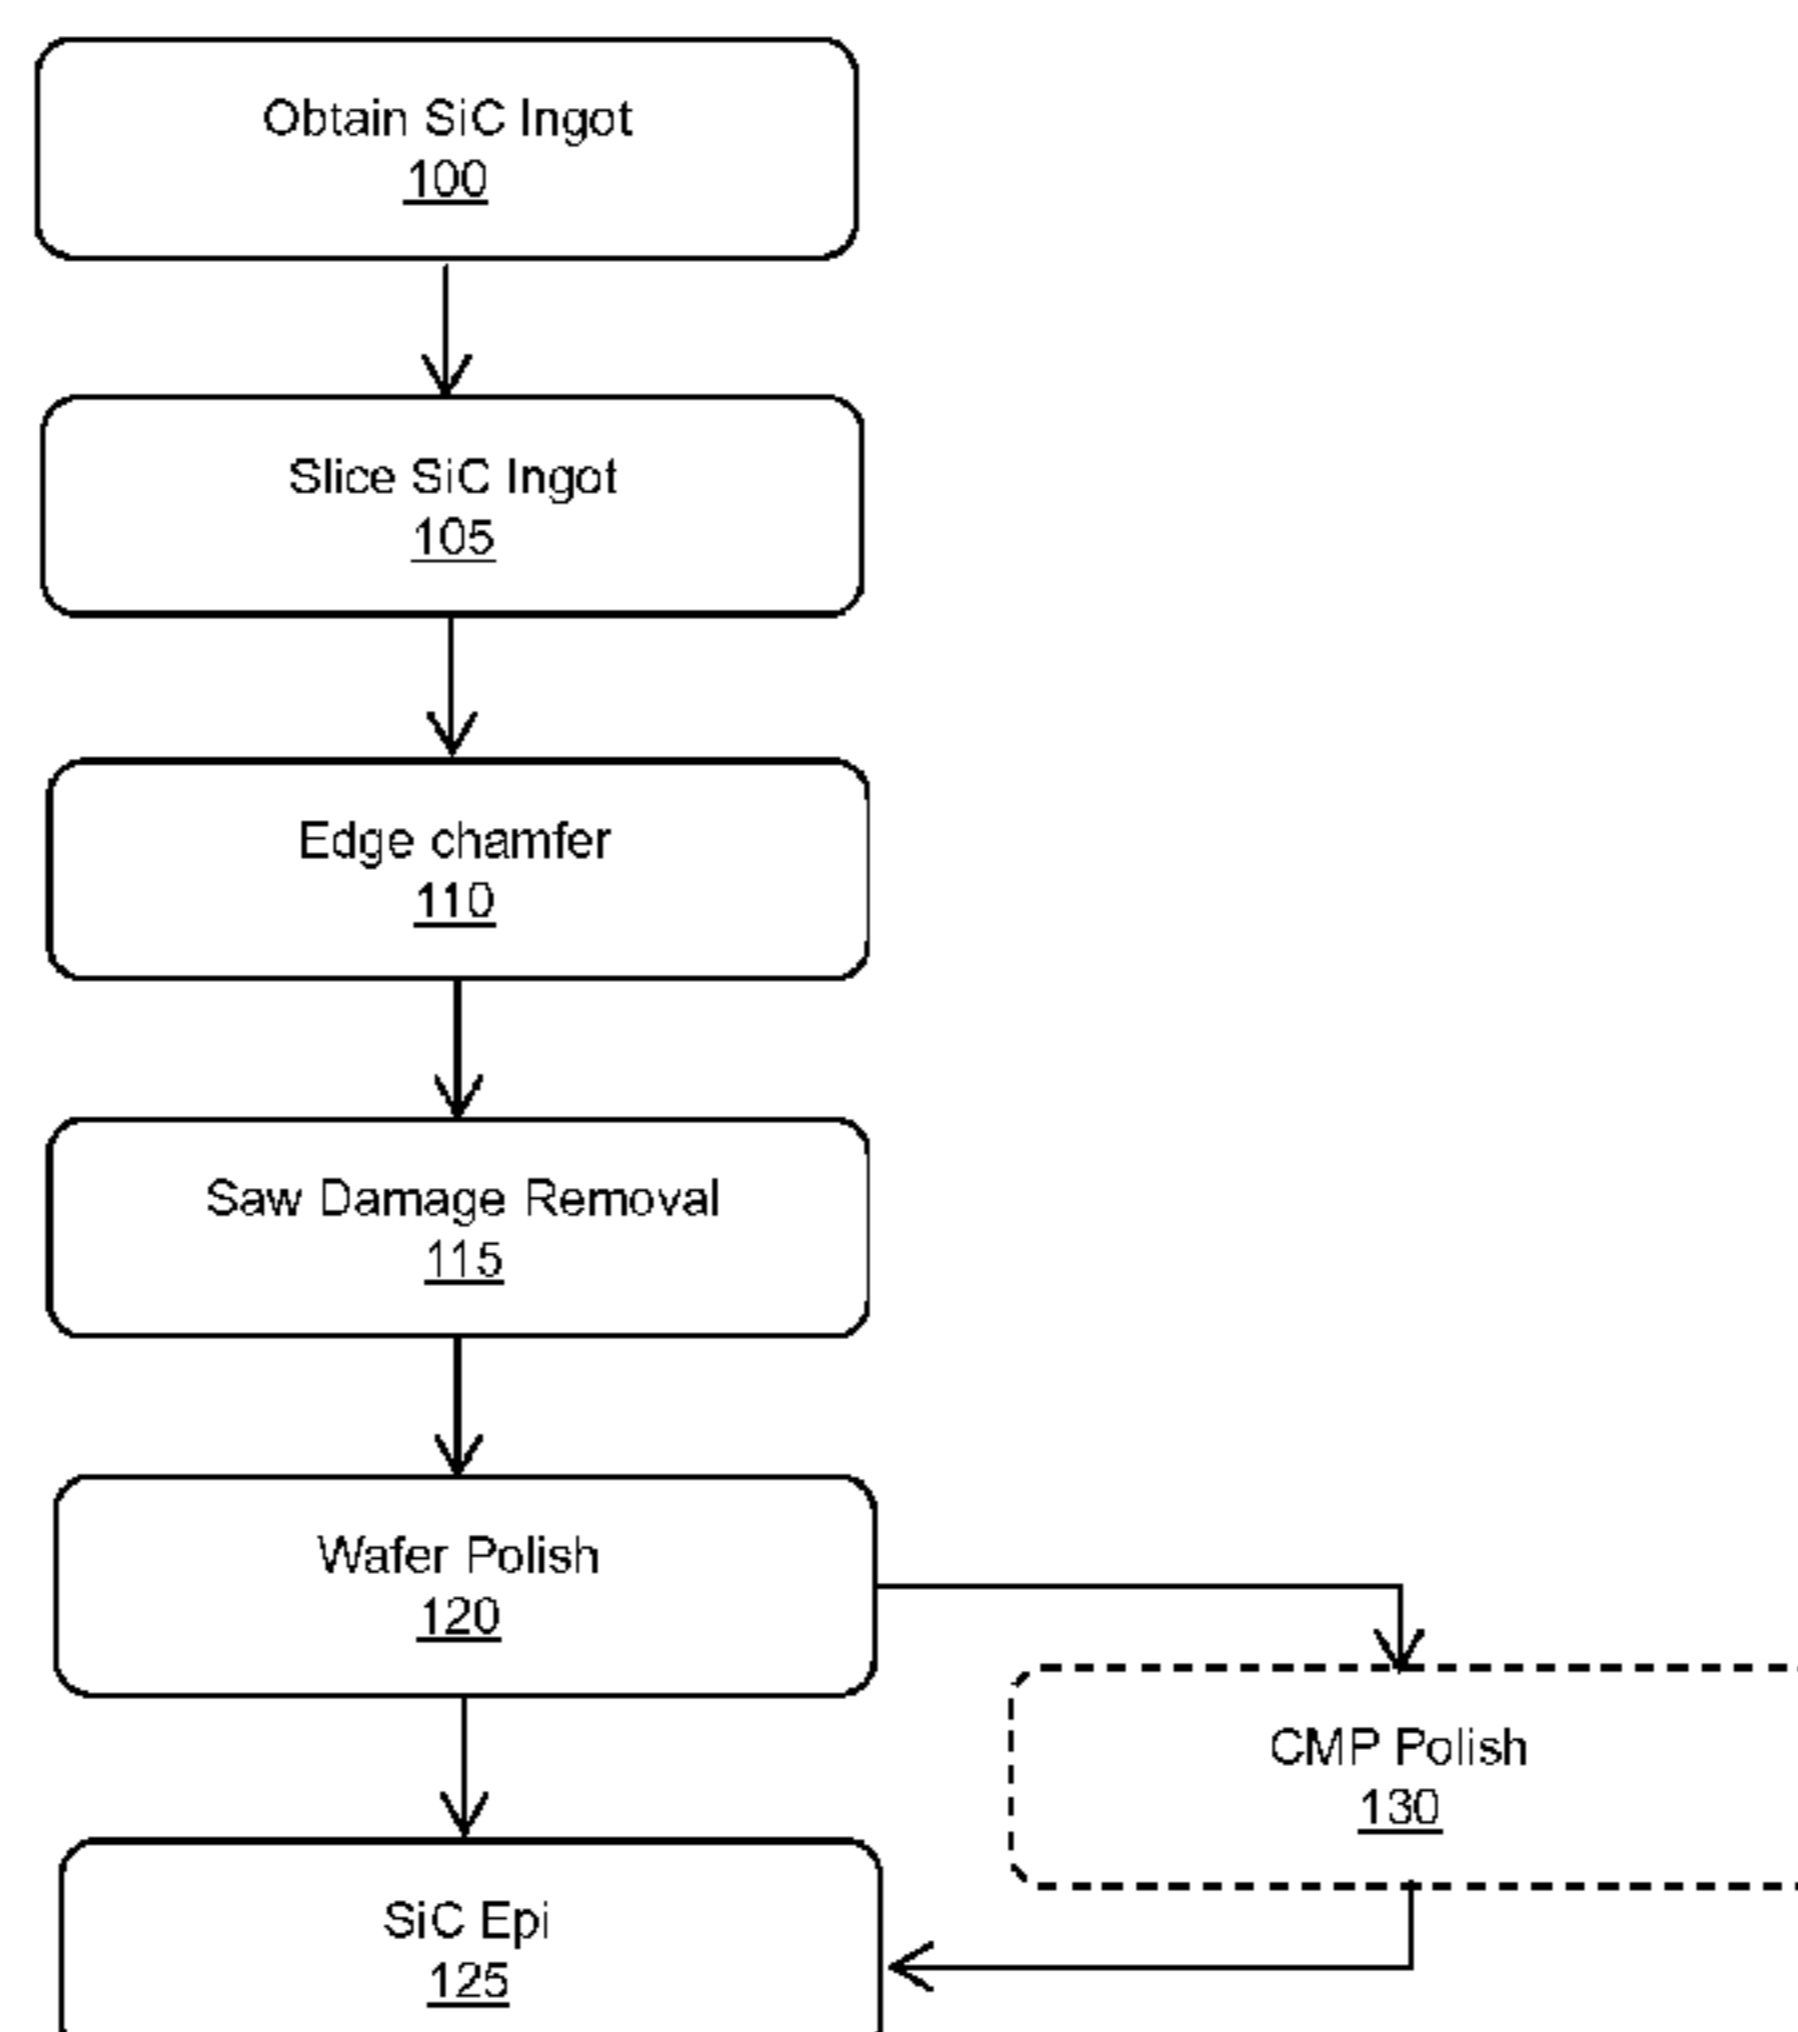 Obtain SiC Ingot
100
Slice SiC Ingot
105
Edge chamfer
110
Saw Damage Removal
115
Wafer Polish
120
CMP Polish
130
SiC Epi
125